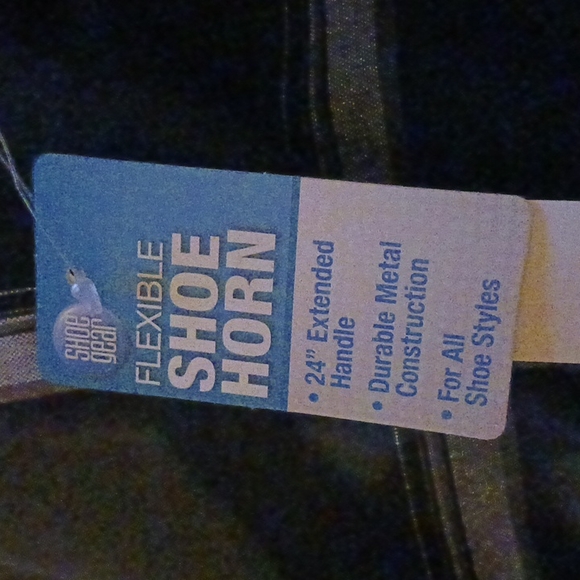 shoe
gear
FLEXIBLE
SHOE
HORN
• 24” Extended
Handle
• Durable Metal
Construction
• For All
Shoe Styles